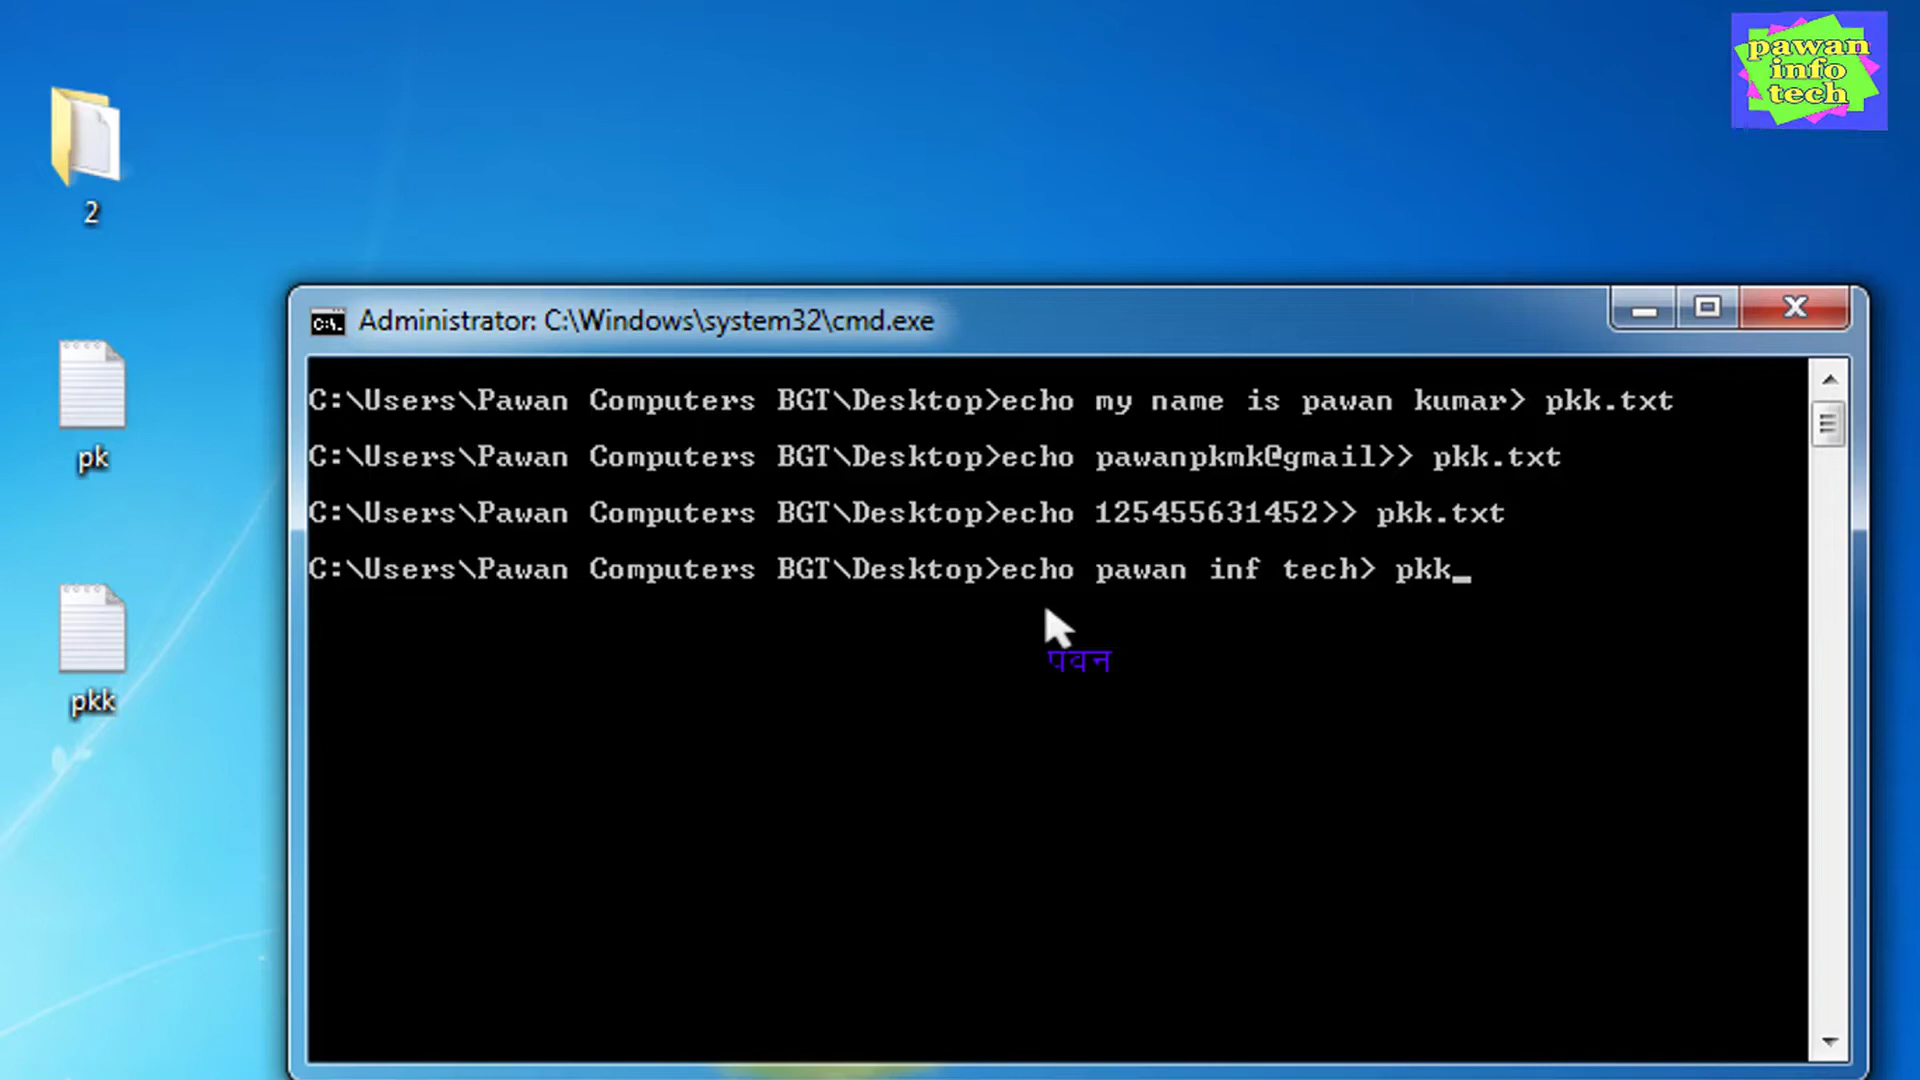 pawan
info
tech
2
pk
pkk
Administrator: C:\Windows\system32\cmd.exe
C:\Users\Pawan Computers BGT\Desktop>echo my name is pawan kumar> pkk.txt
C:\Users\Pawan Computers BGT\Desktop>echo pawanpkmk@gmail>> pkk.txt
C:\Users\Pawan Computers BGT\Desktop>echo 125455631452>> pkk.txt
C:\Users\Pawan Computers BGT\Desktop>echo pawan inf tech> pkk_
पवन